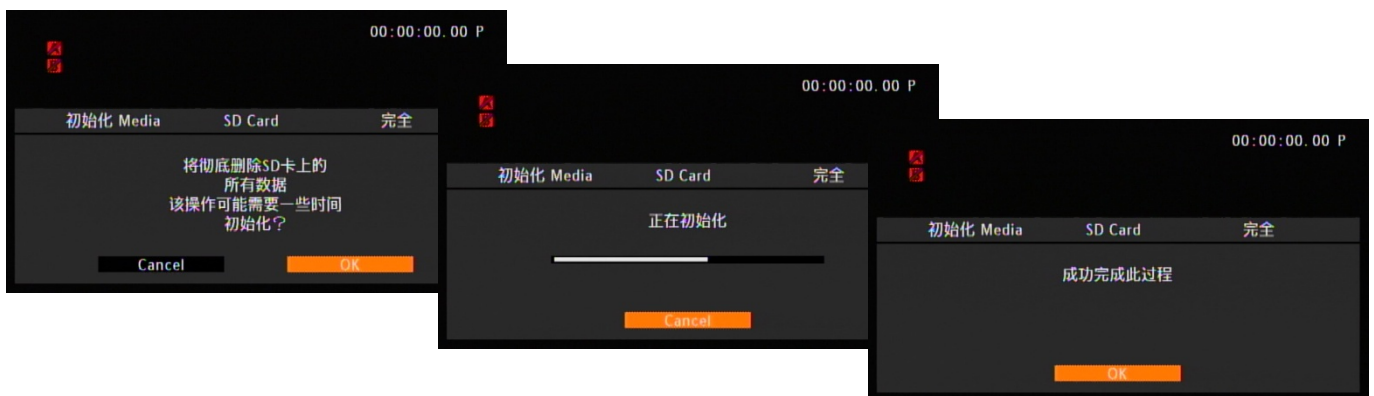 00:00:00.00 P
初始化 Media SD Card 完全
将彻底删除SD卡上的
所有数据
该操作可能需要一些时间
初始化？
Cancel OK
00:00:00.00 P
初始化 Media SD Card 完全
正在初始化
Cancel
00:00:00.00 P
初始化 Media SD Card 完全
成功完成此过程
OK